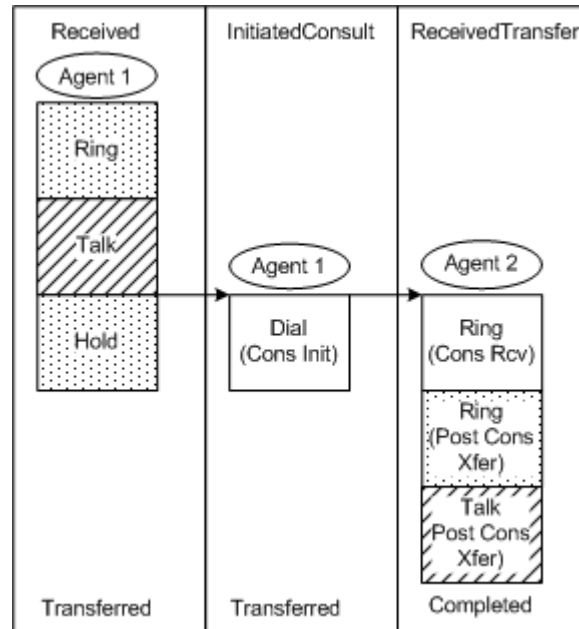 Received
Agent 1
Ring
Talk
Hold
Transferred
InitiatedConsult
Agent 1
Dial
(Cons Init)
Transferred
ReceivedTransfer
Agent 2
Ring
(Cons Rcv)
Ring
(Post Cons
Xfer)
Talk
Post Cons
Xfer)
Completed